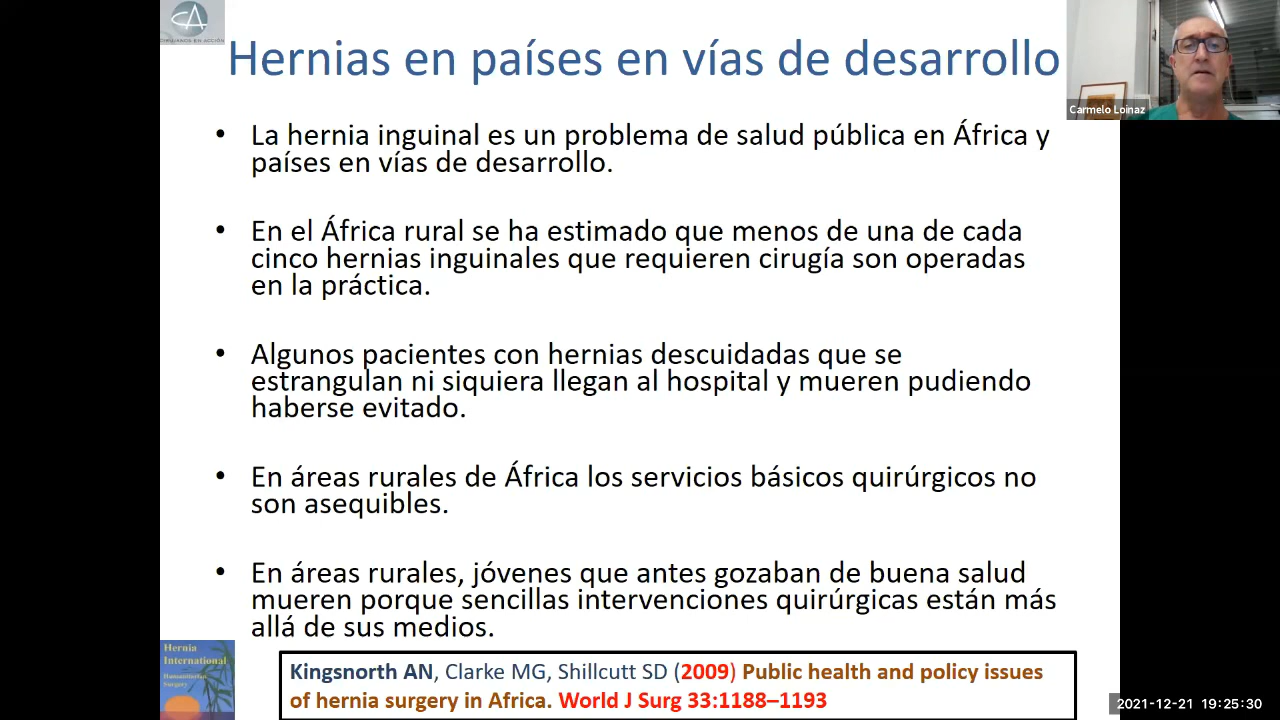 CIRUJANOS EN ACCIÓN
Hernias en países en vías de desarrollo
Carmelo Loinaz
• La hernia inguinal es un problema de salud pública en África y
países en vías de desarrollo.
• En el África rural se ha estimado que menos de una de cada
cinco hernias inguinales que requieren cirugía son operadas
en la práctica.
• Algunos pacientes con hernias descuidadas que se
estrangulan ni siquiera llegan al hospital y mueren pudiendo
haberse evitado.
• En áreas rurales de África los servicios básicos quirúrgicos no
son asequibles.
• En áreas rurales, jóvenes que antes gozaban de buena salud
mueren porque sencillas intervenciones quirúrgicas están más
allá de sus medios.
Hernia
International
Humanitarian
Surgery
Kingsnorth AN, Clarke MG, Shillcutt SD (2009) Public health and policy issues
of hernia surgery in Africa. World J Surg 33:1188–1193
2021-12-21 19:25:30